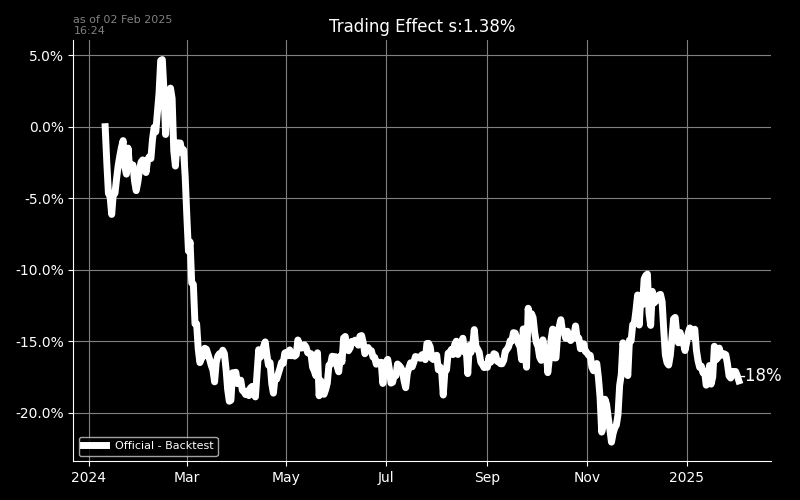 as of 02 Feb 2025
16:24
Trading Effect s:1.38%
5.0%
0.0%
-5.0%
-10.0%
-15.0%
-20.0%
-18%
Official - Backtest
2024 Mar May Jul Sep Nov 2025